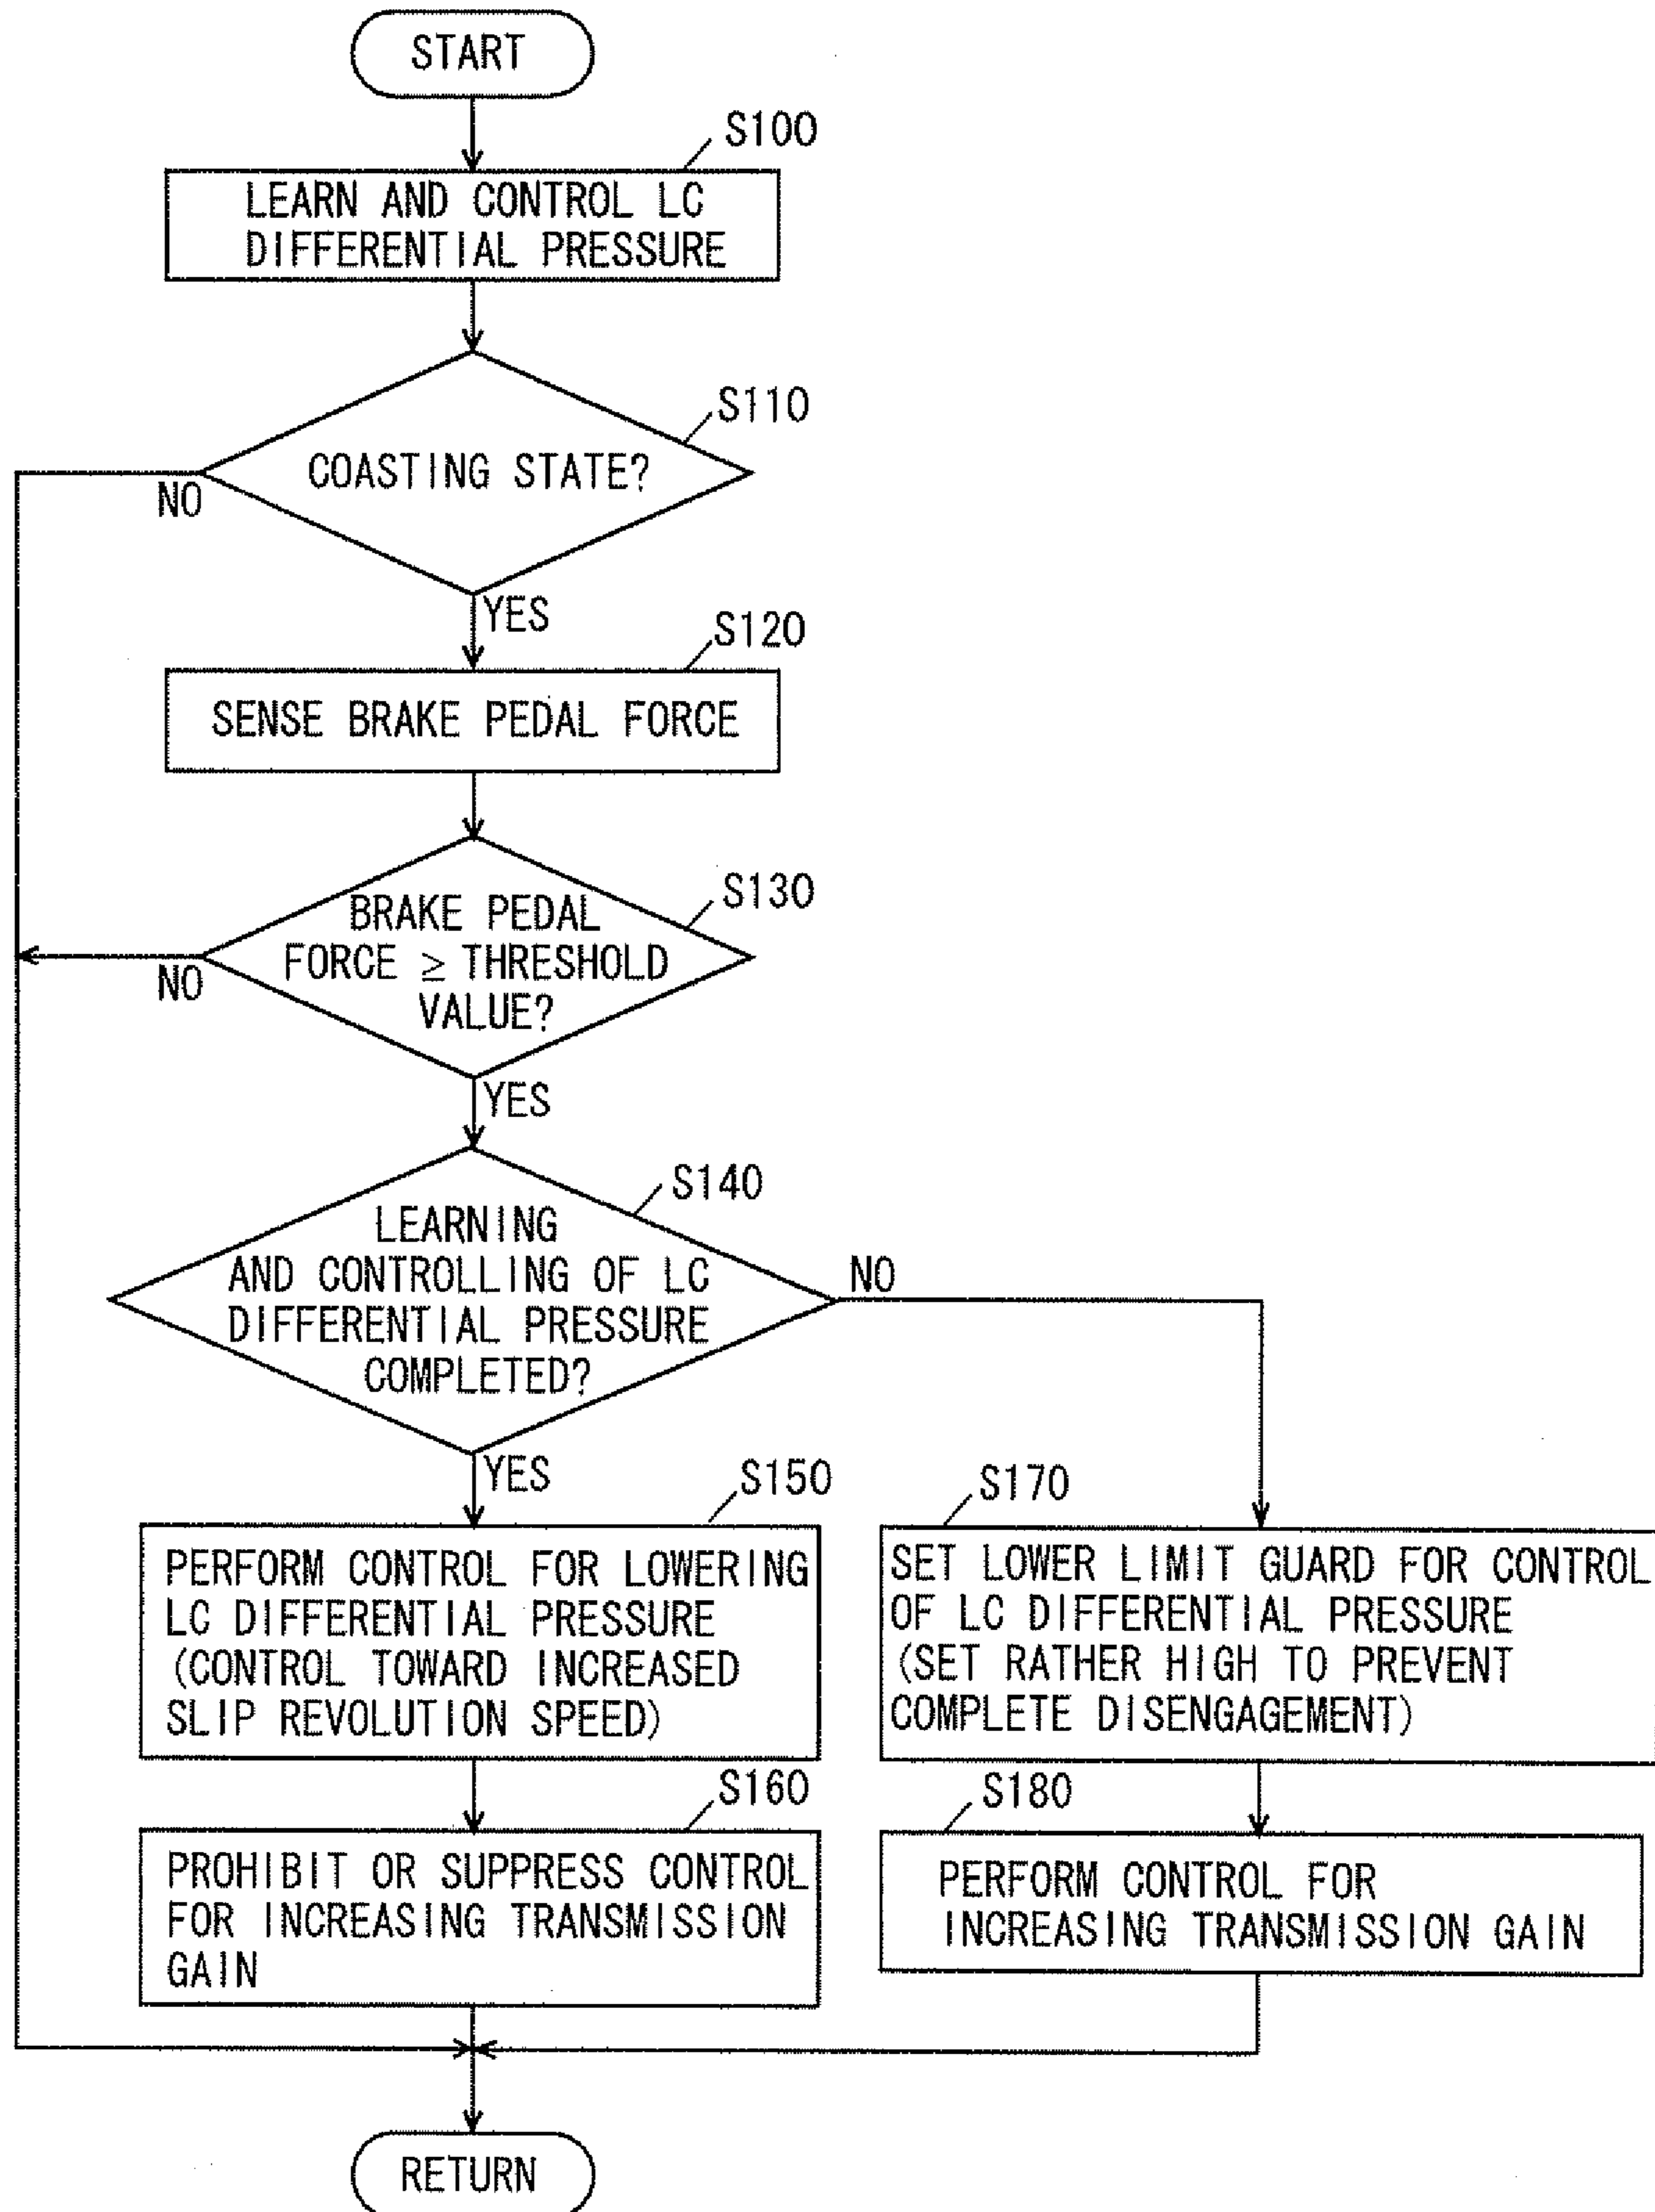 START
S100
LEARN AND CONTROL LC
DIFFERENTIAL PRESSURE
S110
COASTING STATE?
NO
YES
S120
SENSE BRAKE PEDAL FORCE
S130
BRAKE PEDAL
FORCE ≥ THRESHOLD
VALUE?
NO
YES
S140
LEARNING
AND CONTROLLING OF LC
DIFFERENTIAL PRESSURE
COMPLETED?
NO
YES
S150
PERFORM CONTROL FOR LOWERING
LC DIFFERENTIAL PRESSURE
(CONTROL TOWARD INCREASED
SLIP REVOLUTION SPEED)
S170
SET LOWER LIMIT GUARD FOR CONTROL
OF LC DIFFERENTIAL PRESSURE
(SET RATHER HIGH TO PREVENT
COMPLETE DISENGAGEMENT)
S160
PROHIBIT OR SUPPRESS CONTROL
FOR INCREASING TRANSMISSION
GAIN
S180
PERFORM CONTROL FOR
INCREASING TRANSMISSION GAIN
RETURN